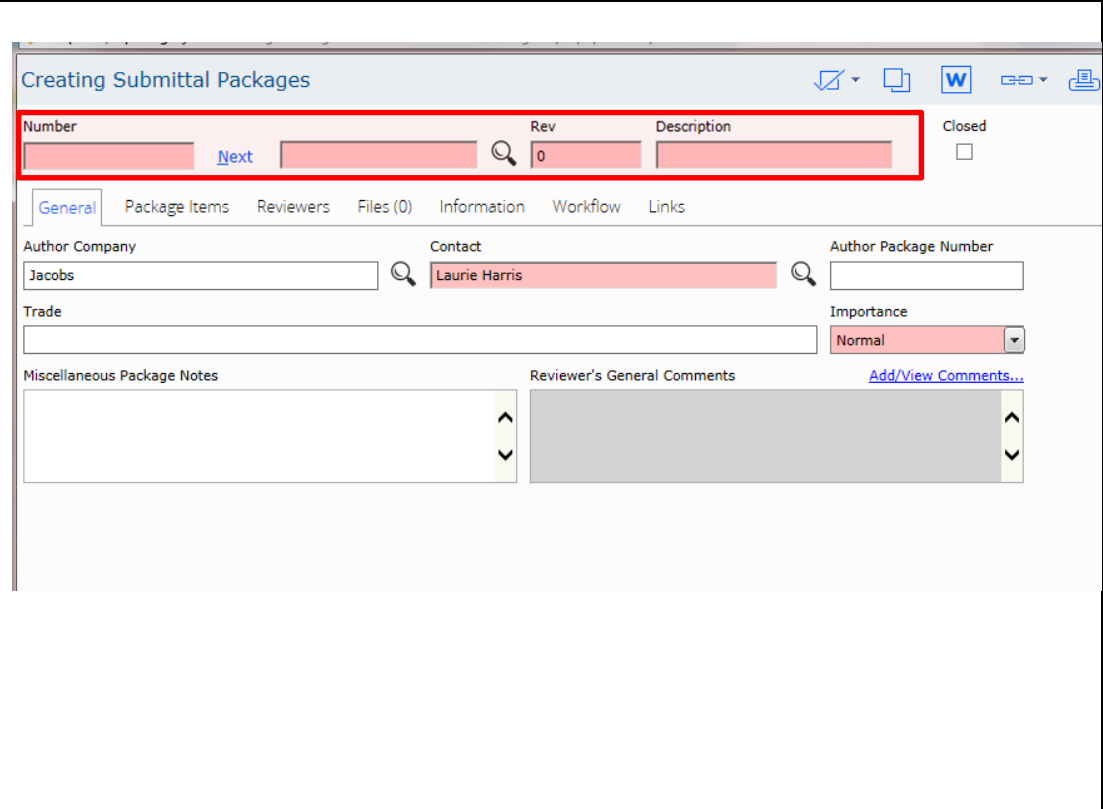 Creating Submittal Packages
W
Number Rev Description Closed
Next 0
General Package Items Reviewers Files (0) Information Workflow Links
Author Company Contact Author Package Number
Jacobs Laurie Harris
Trade Importance
Normal
Miscellaneous Package Notes Reviewer's General Comments Add/View Comments...